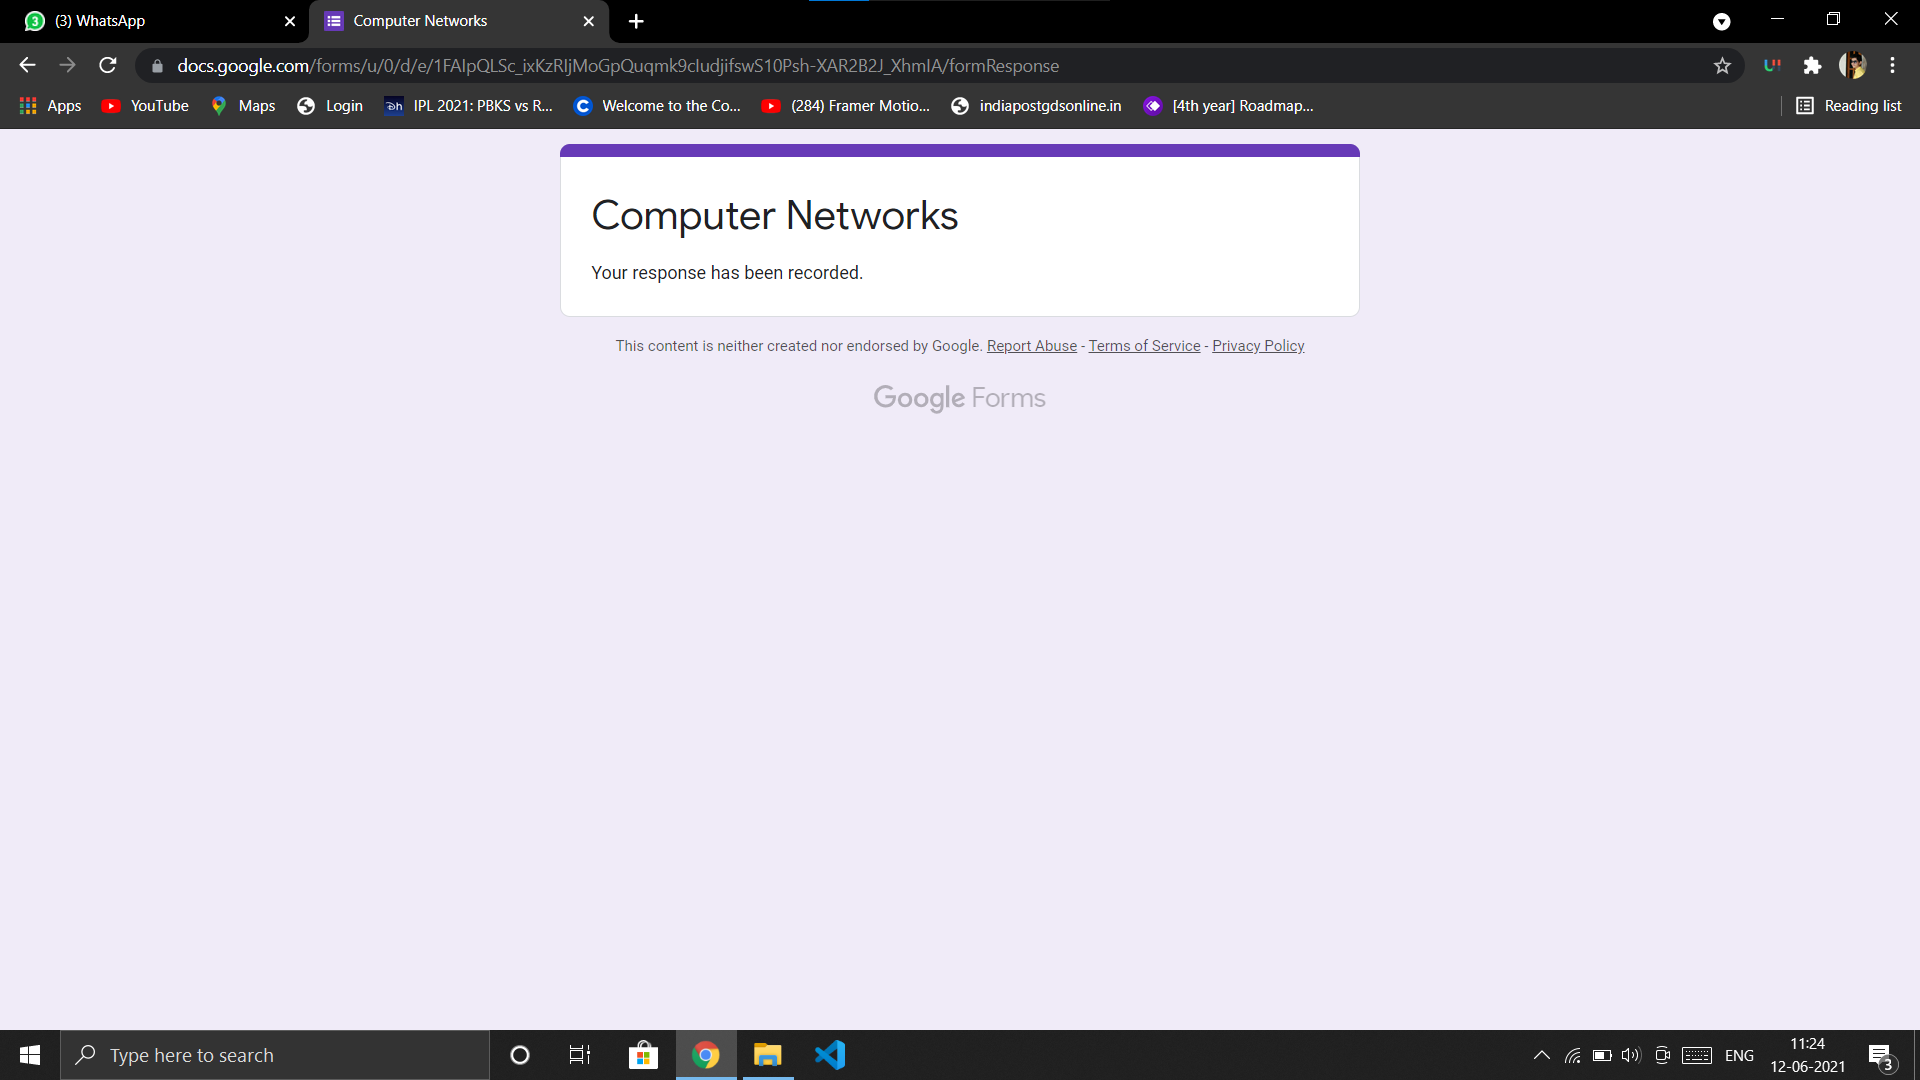 (3) WhatsApp
Computer Networks
docs.google.com/forms/u/0/d/e/1FAIpQLSc_ixKzRIjMoGpQuqmk9cIudjifswS10Psh-XAR2B2J_XhmIA/formResponse
Apps YouTube Maps Login IPL 2021: PBKS vs R... Welcome to the Co... (284) Framer Motio... indiapostgdsonline.in [4th year] Roadmap... Reading list
Computer Networks
Your response has been recorded.
This content is neither created nor endorsed by Google. Report Abuse - Terms of Service - Privacy Policy
Google Forms
Type here to search
ENG
11:24
12-06-2021
3